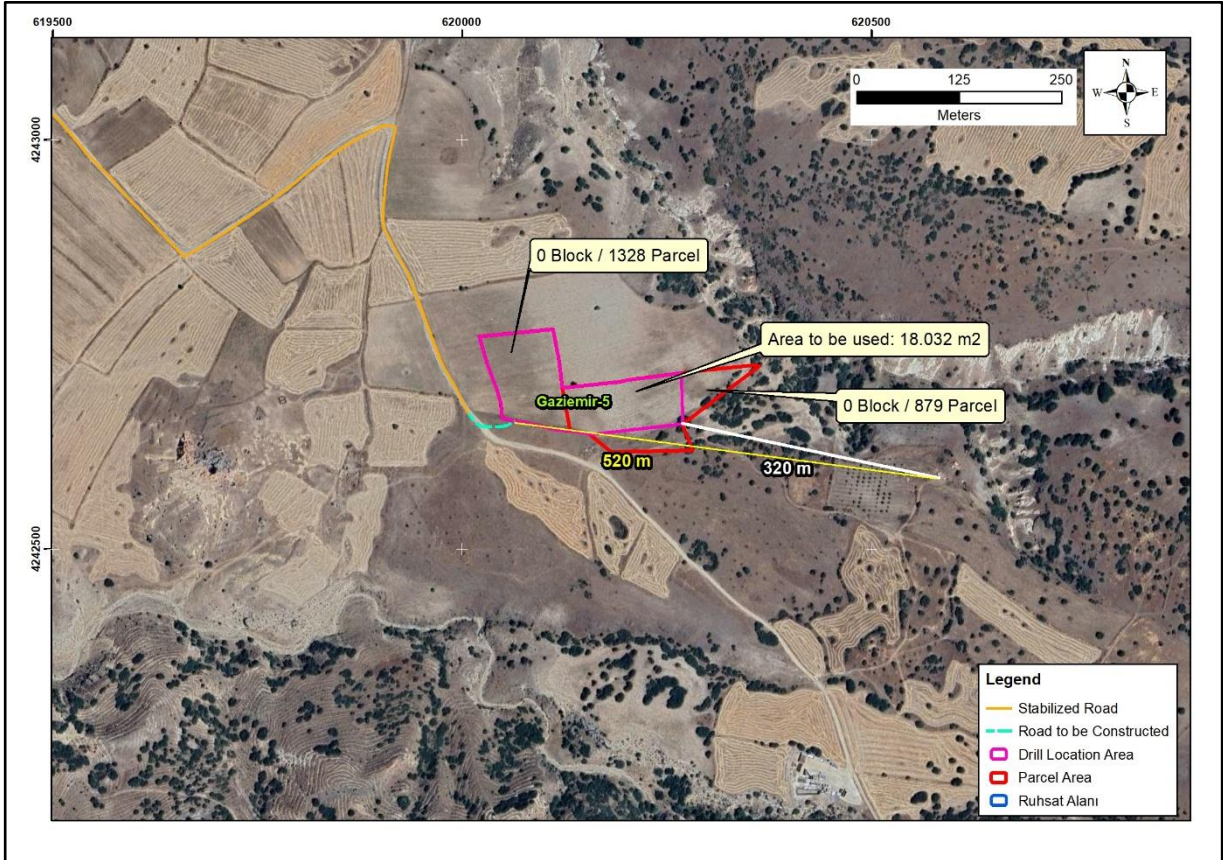 619500
620000
620500
0
125
250
Meters
N
W
E
S
4243000
0 Block / 1328 Parcel
Area to be used: 18.032 m2
Gaziemir-5
0 Block / 879 Parcel
520 m
320 m
4242500
Legend
Stabilized Road
Road to be Constructed
Drill Location Area
Parcel Area
Ruhsat Alanı